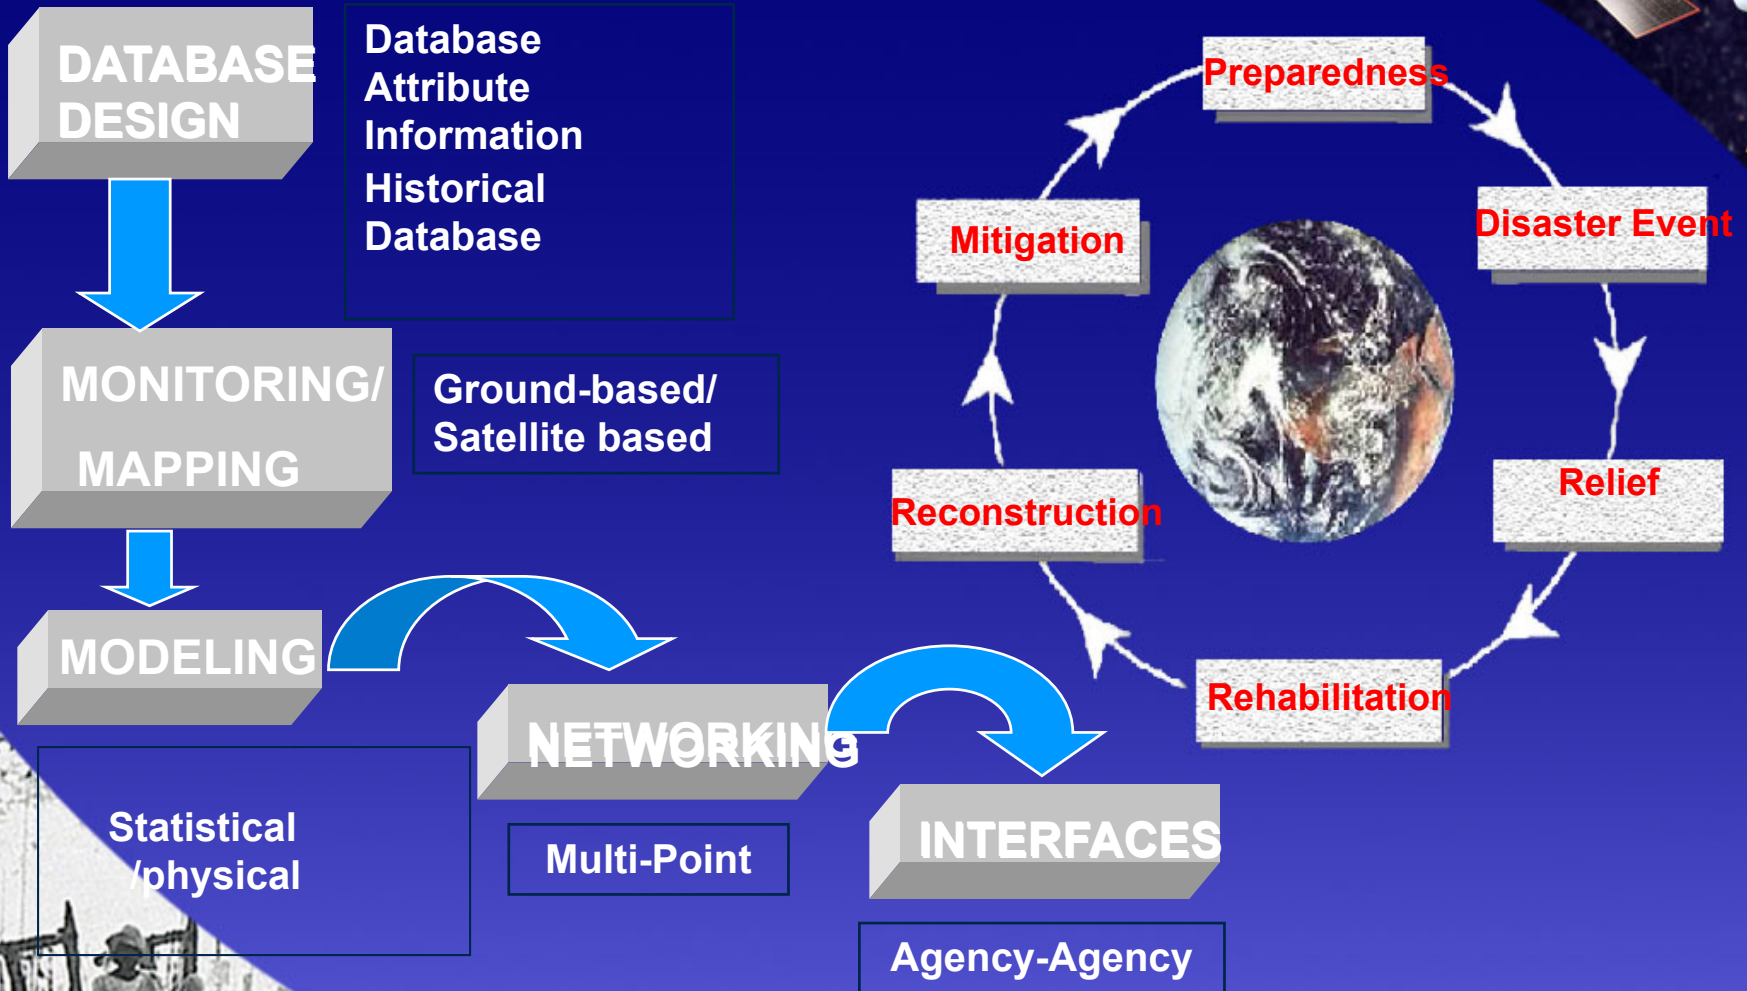 DATABASE
DESIGN
Database
Attribute
Information
Historical
Database
MONITORING/
MAPPING
Ground-based/
Satellite based
MODELING
Statistical
/physical
NETWORKING
Multi-Point
INTERFACES
Agency-Agency
Preparedness
Disaster Event
Relief
Rehabilitation
Reconstruction
Mitigation